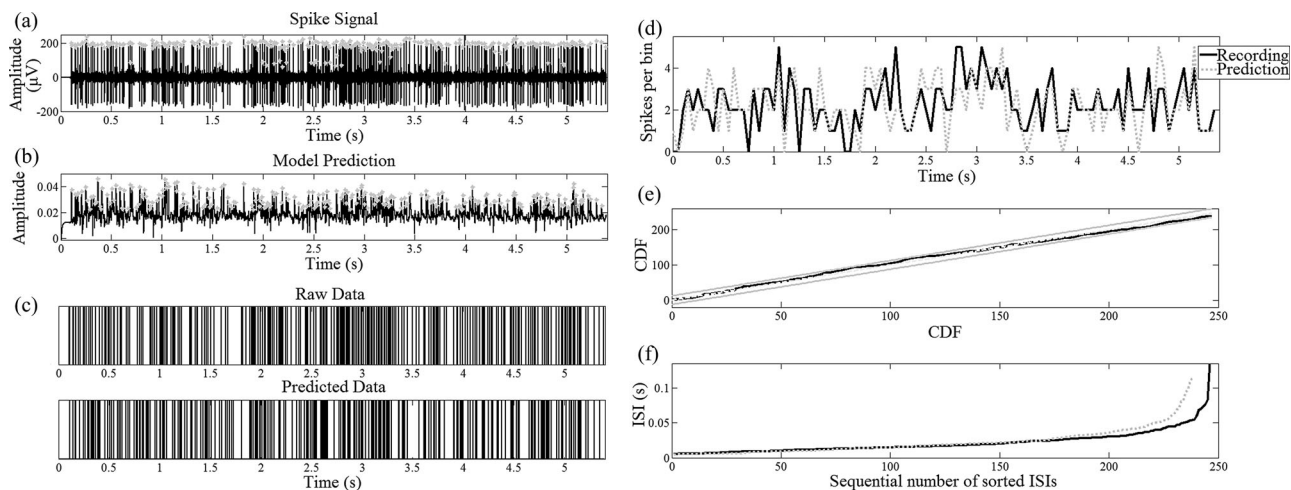 (a)
Spike Signal
Amplitude
(μV)
200
0
-200
0 0.5 1 1.5 2 2.5 3 3.5 4 4.5 5
Time (s)
(b)
Model Prediction
Amplitude
0.04
0.02
0
0 0.5 1 1.5 2 2.5 3 3.5 4 4.5 5
Time (s)
(c)
Raw Data
0 0.5 1 1.5 2 2.5 3 3.5 4 4.5 5
Predicted Data
0 0.5 1 1.5 2 2.5 3 3.5 4 4.5 5
Time (s)
(d)
Recording
Prediction
Spikes per bin
4
2
0
0 0.5 1 1.5 2 2.5 3 3.5 4 4.5 5
Time (s)
(e)
CDF
200
100
0
0 50 100 150 200 250
CDF
(f)
ISI (s)
0.1
0.05
0
50 100 150 200 250
Sequential number of sorted ISIs